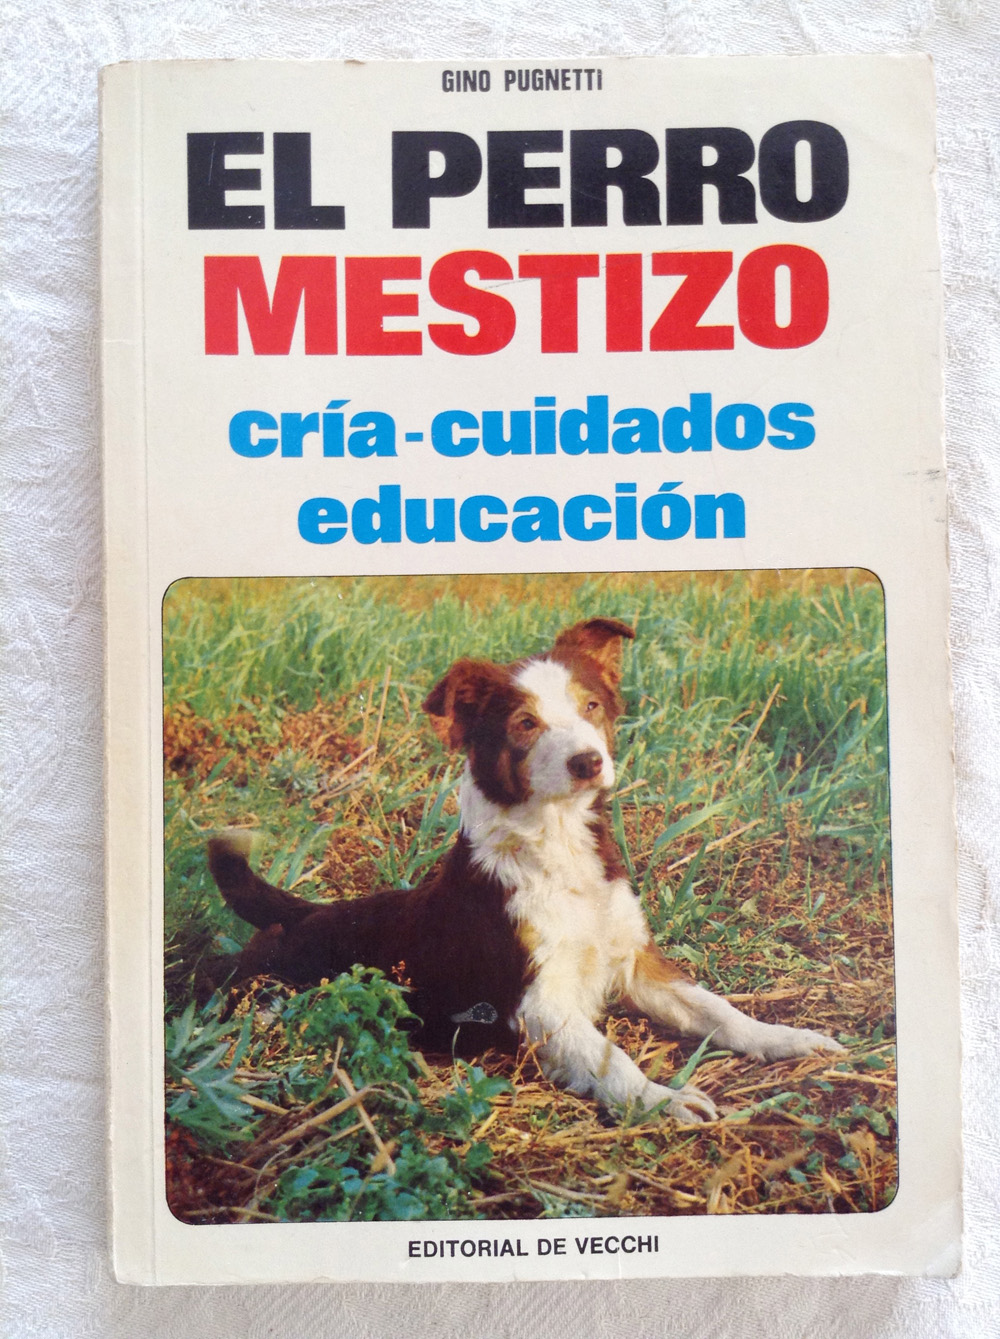 GINO PUGNETTI
EL PERRO
MESTIZO
cría-cuidados
educación
EDITORIAL DE VECCHI